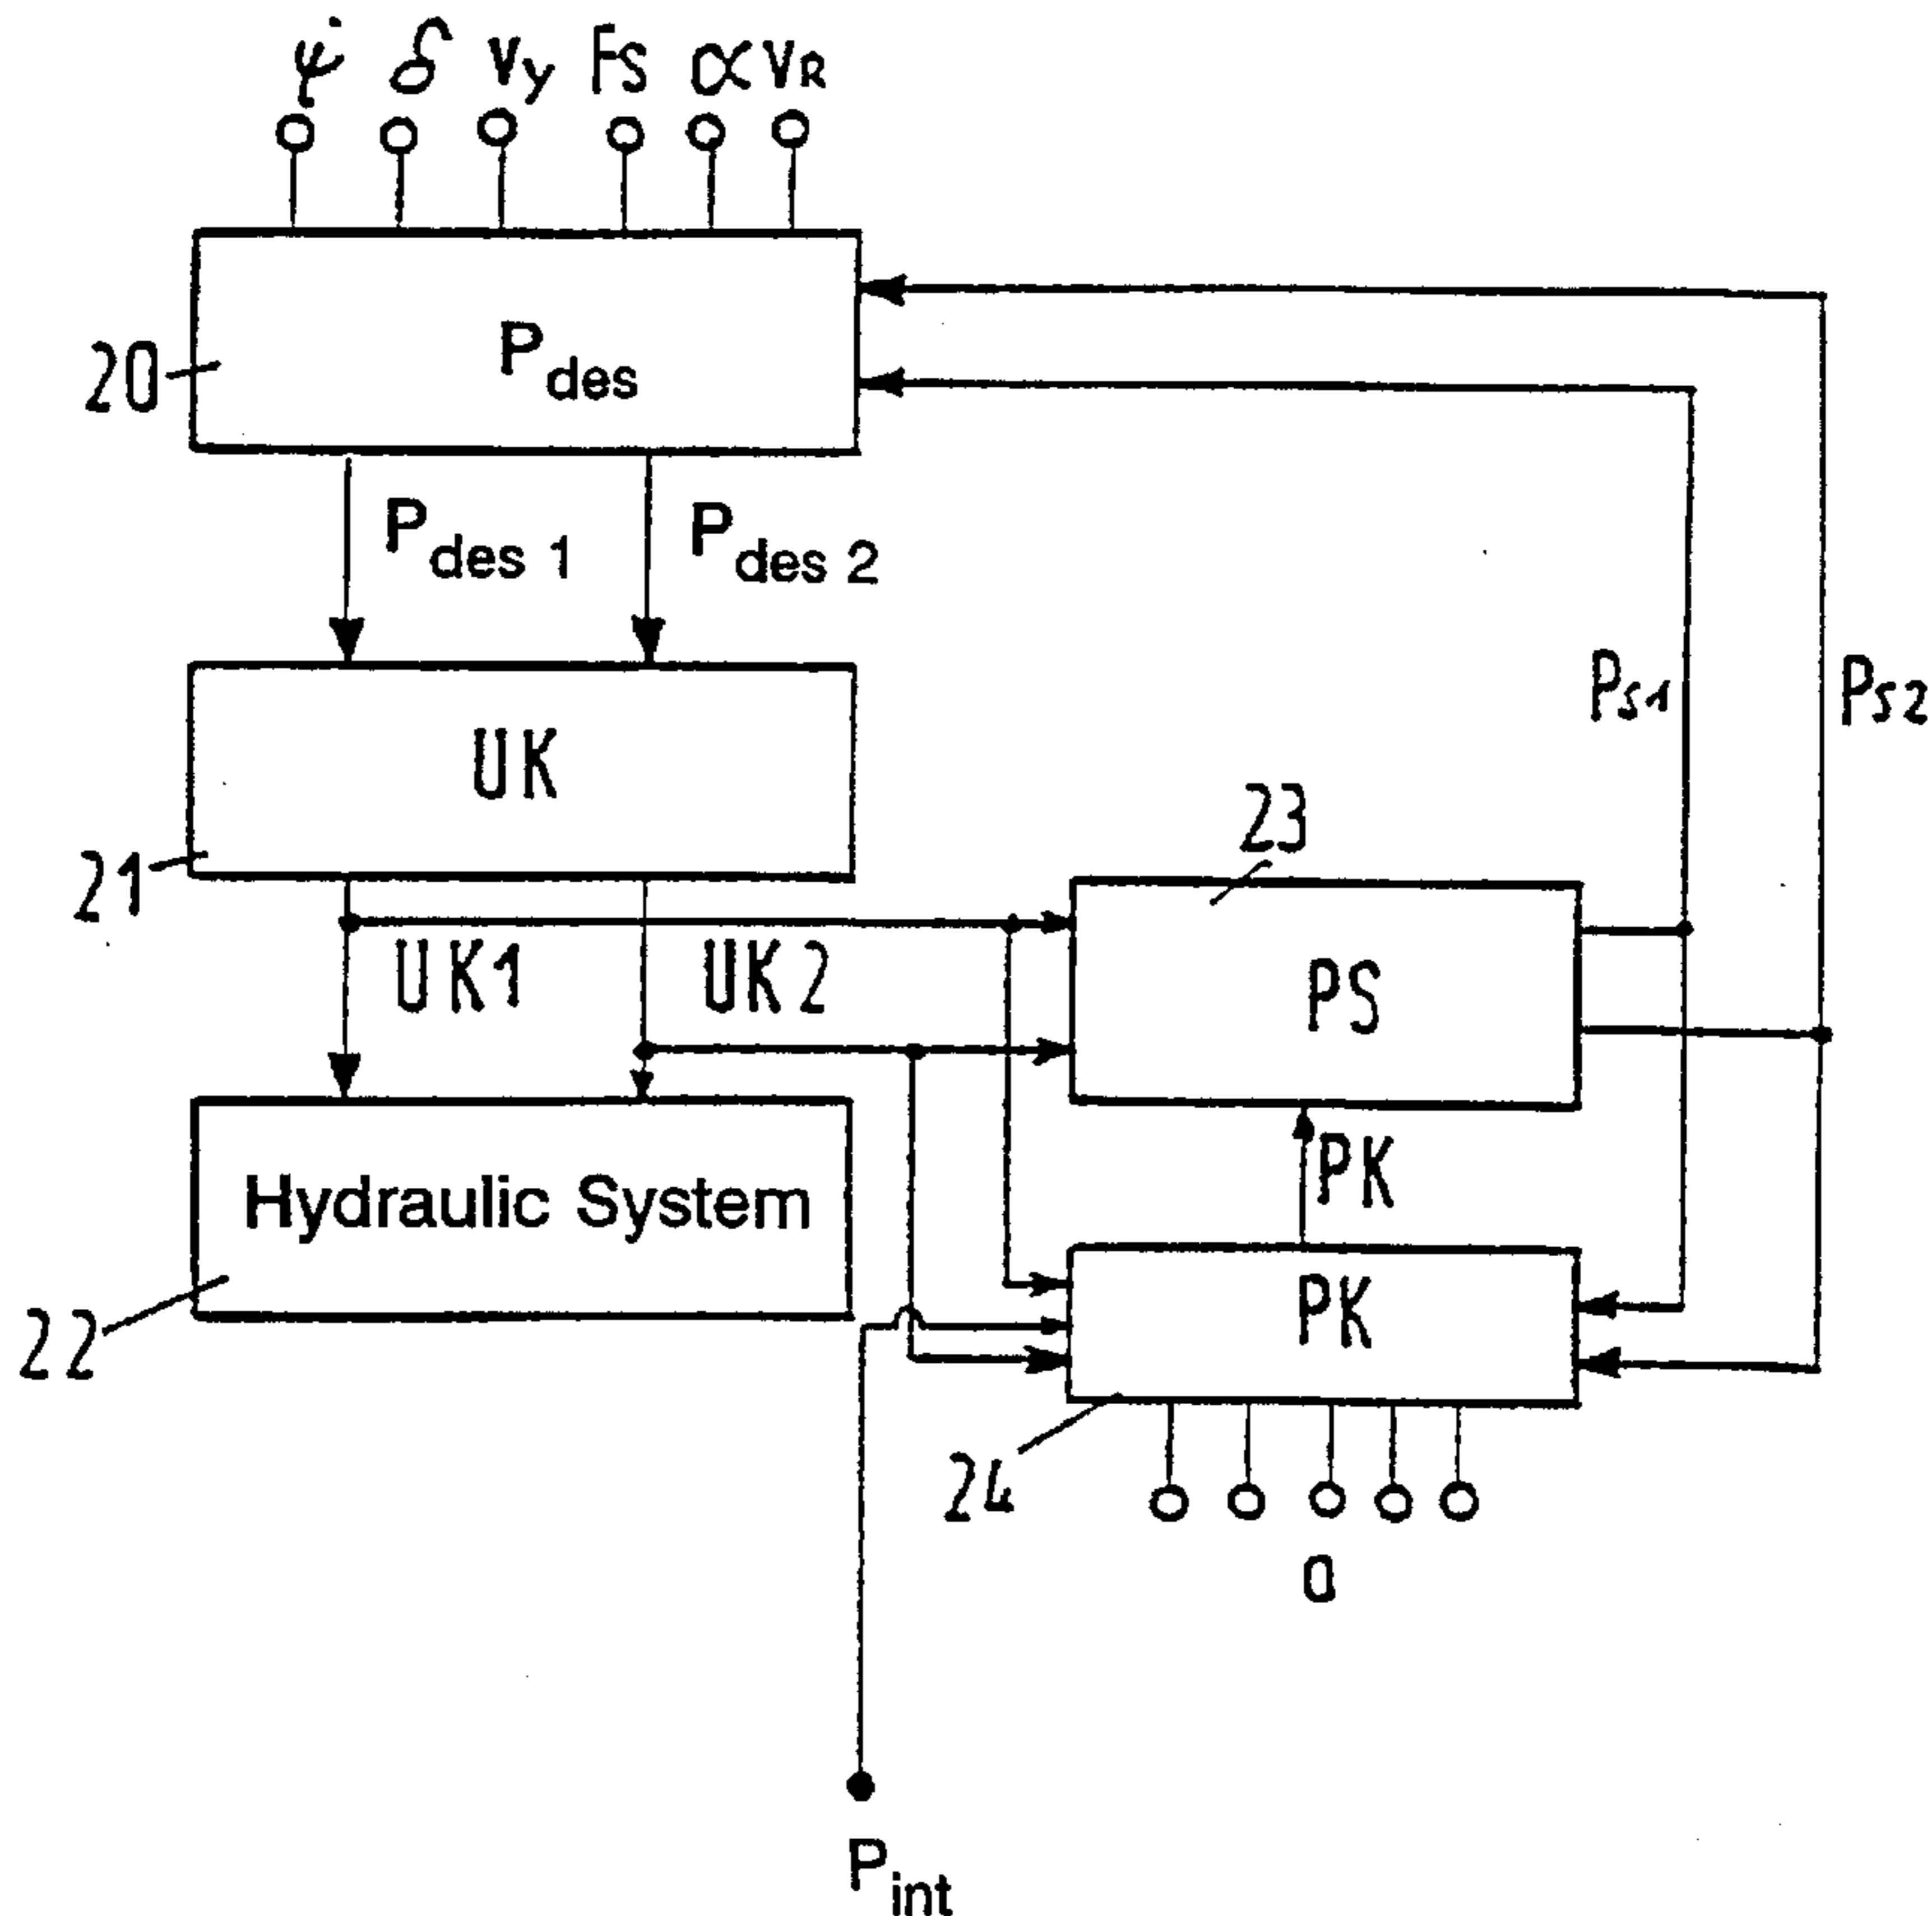 ψ̇ δ Vy Fs α VR
20
Pdes
Pdes 1
Pdes 2
Ps1
Ps2
UK
21
23
UK1
UK2
PS
PK
Hydraulic System
22
PK
24
a
Pint